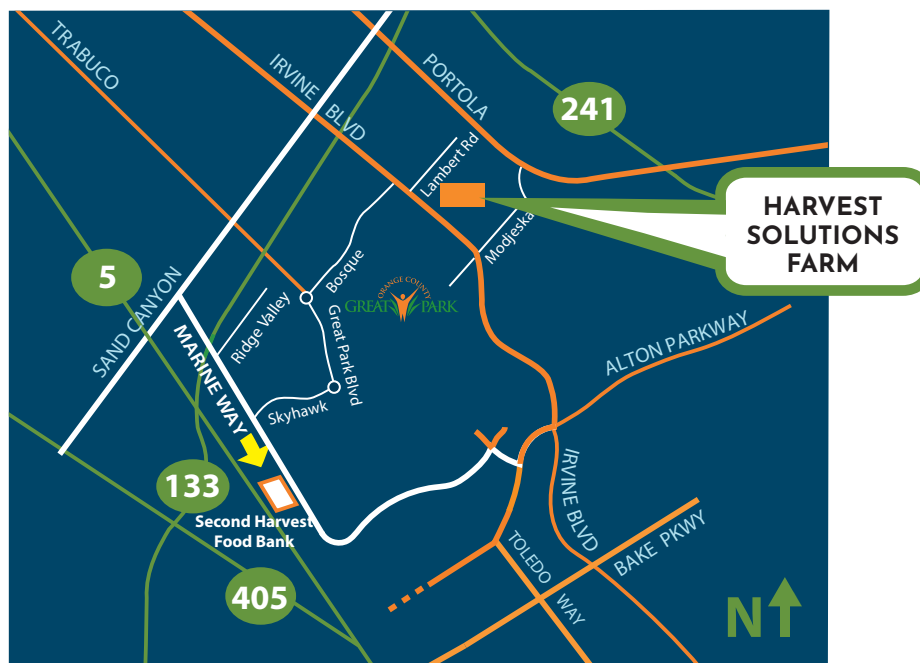 TRABUCO
IRVINE BLVD
PORTOLA
241
Lambert Rd
HARVEST
SOLUTIONS
FARM
Modjeska
5
SAND CANYON
Bosque
ORANGE COUNTY
GREAT PARK
Ridge Valley
Great Park Blvd
MARINE WAY
ALTON PARKWAY
Skyhawk
133
Second Harvest
Food Bank
IRVINE BLVD
BAKE PKWY
TOLEDO WAY
405
N